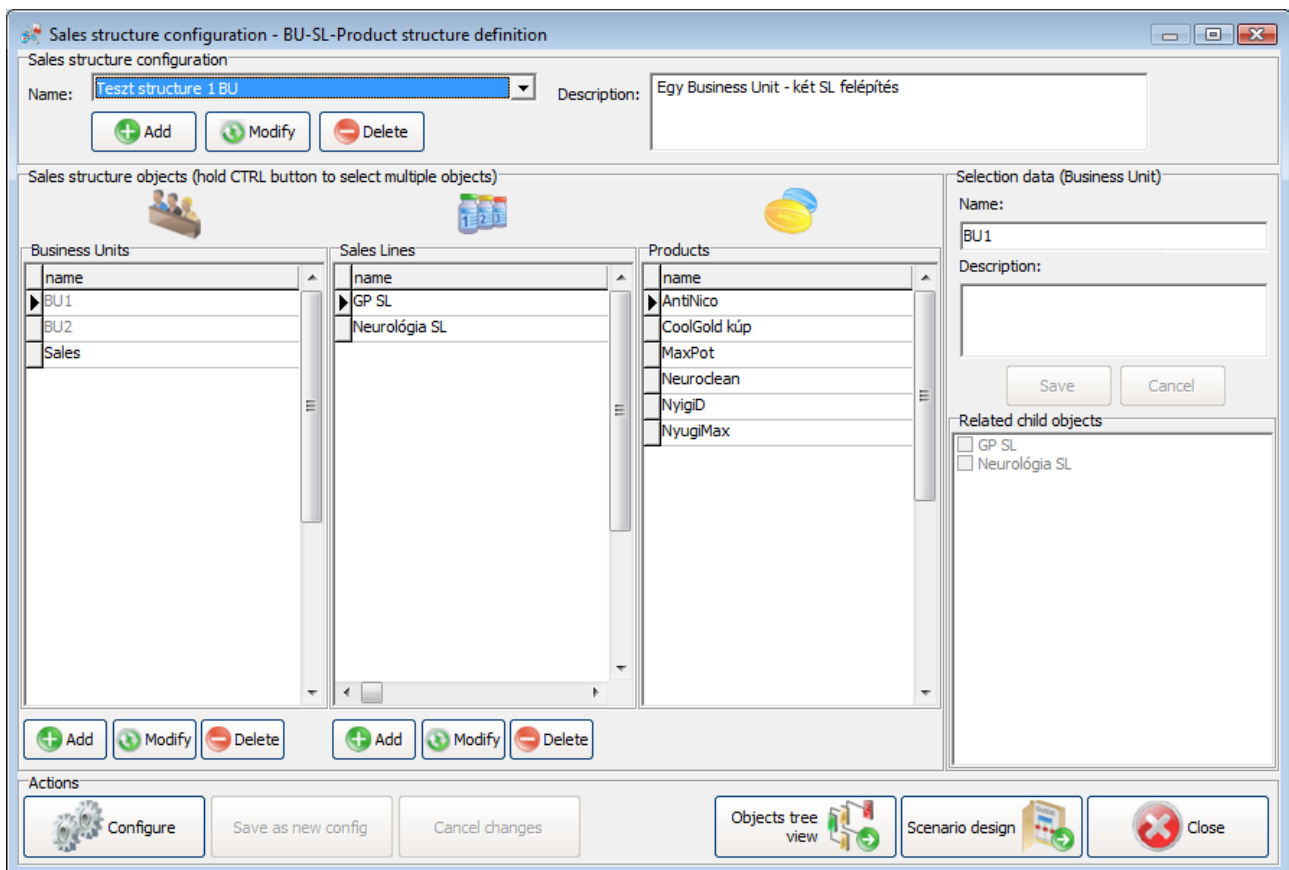 Sales structure configuration - BU-SL-Product structure definition
Sales structure configuration
Name:
Teszt structure 1 BU
Description:
Egy Business Unit - két SL felépítés
Add
Modify
Delete
Sales structure objects (hold CTRL button to select multiple objects)
1 2 3
Business Units
name
BU1
BU2
Sales
Add
Modify
Delete
Sales Lines
name
GP SL
Neurológia SL
Add
Modify
Delete
Products
name
AntiNico
CoolGold kúp
MaxPot
Neuroclean
NyigiD
NyugiMax
Selection data (Business Unit)
Name:
BU1
Description:
Save
Cancel
Related child objects
GP SL
Neurológia SL
Actions
Configure
Save as new config
Cancel changes
Objects tree
view
Scenario design
GUIDE
Close